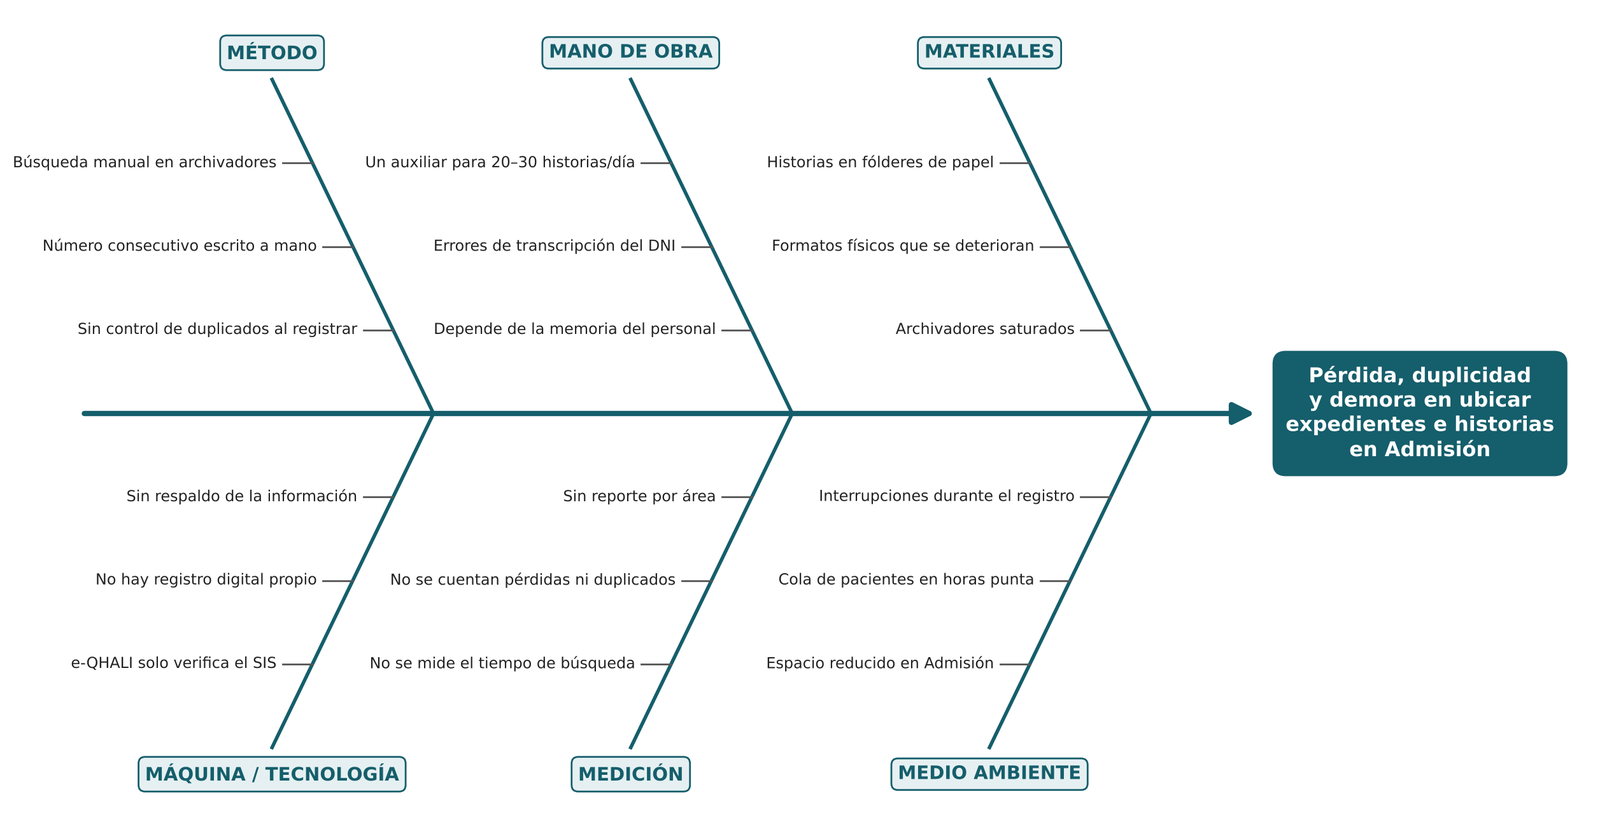 MÉTODO
MANO DE OBRA
MATERIALES
Búsqueda manual en archivadores
Un auxiliar para 20–30 historias/día
Historias en fólderes de papel
Número consecutivo escrito a mano
Errores de transcripción del DNI
Formatos físicos que se deterioran
Sin control de duplicados al registrar
Depende de la memoria del personal
Archivadores saturados
Pérdida, duplicidad
y demora en ubicar
expedientes e historias
en Admisión
Sin respaldo de la información
Sin reporte por área
Interrupciones durante el registro
No hay registro digital propio
No se cuentan pérdidas ni duplicados
Cola de pacientes en horas punta
e-QHALI solo verifica el SIS
No se mide el tiempo de búsqueda
Espacio reducido en Admisión
MÁQUINA / TECNOLOGÍA
MEDICIÓN
MEDIO AMBIENTE